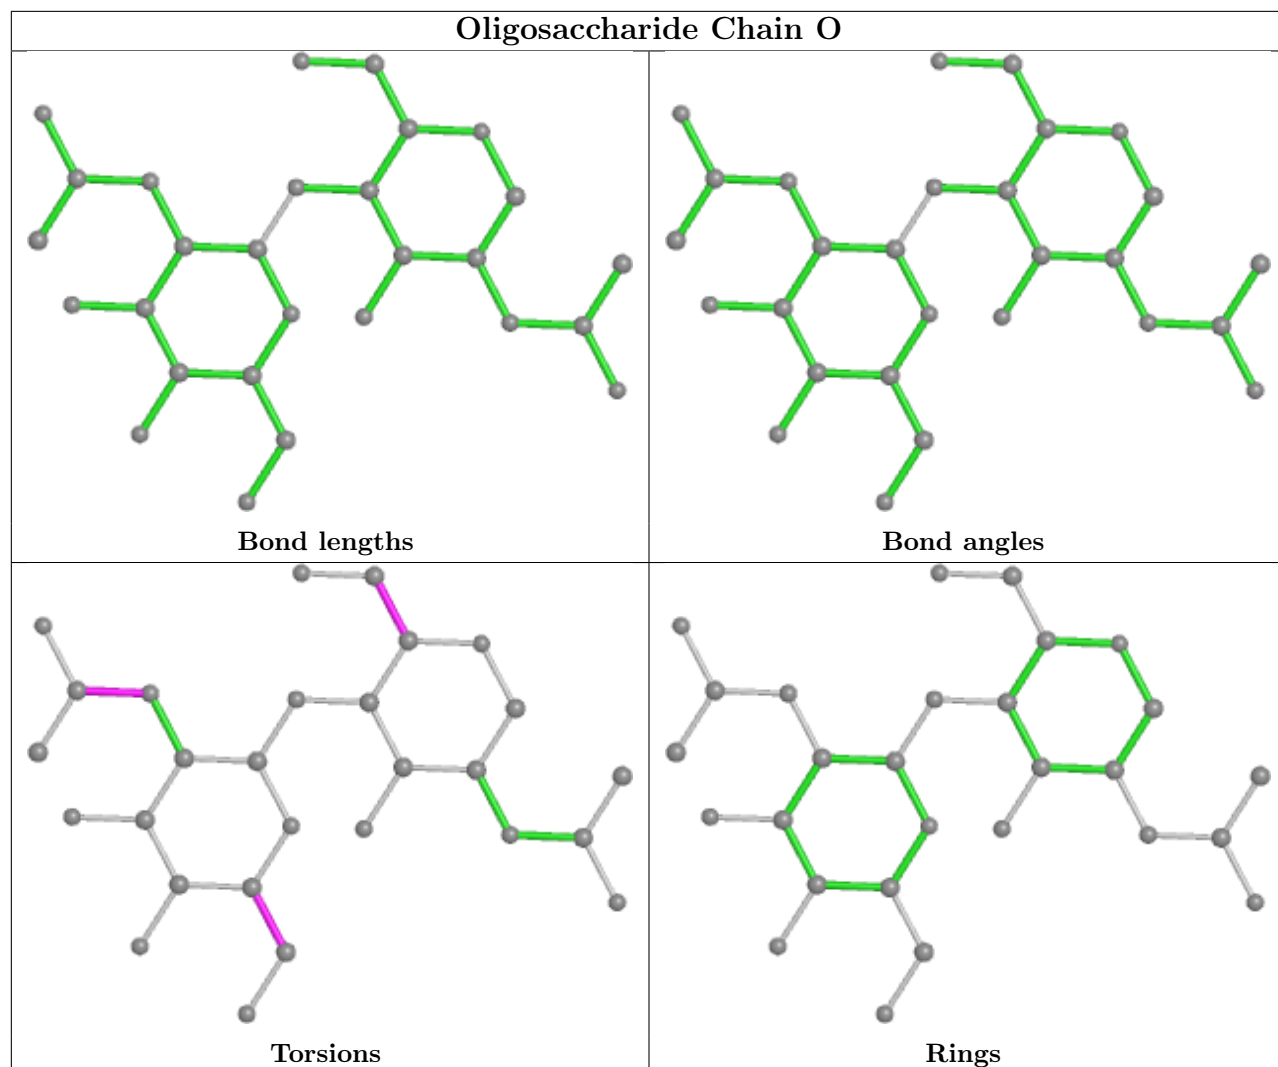 Oligosaccharide Chain O
Bond lengths
Bond angles
Torsions
Rings